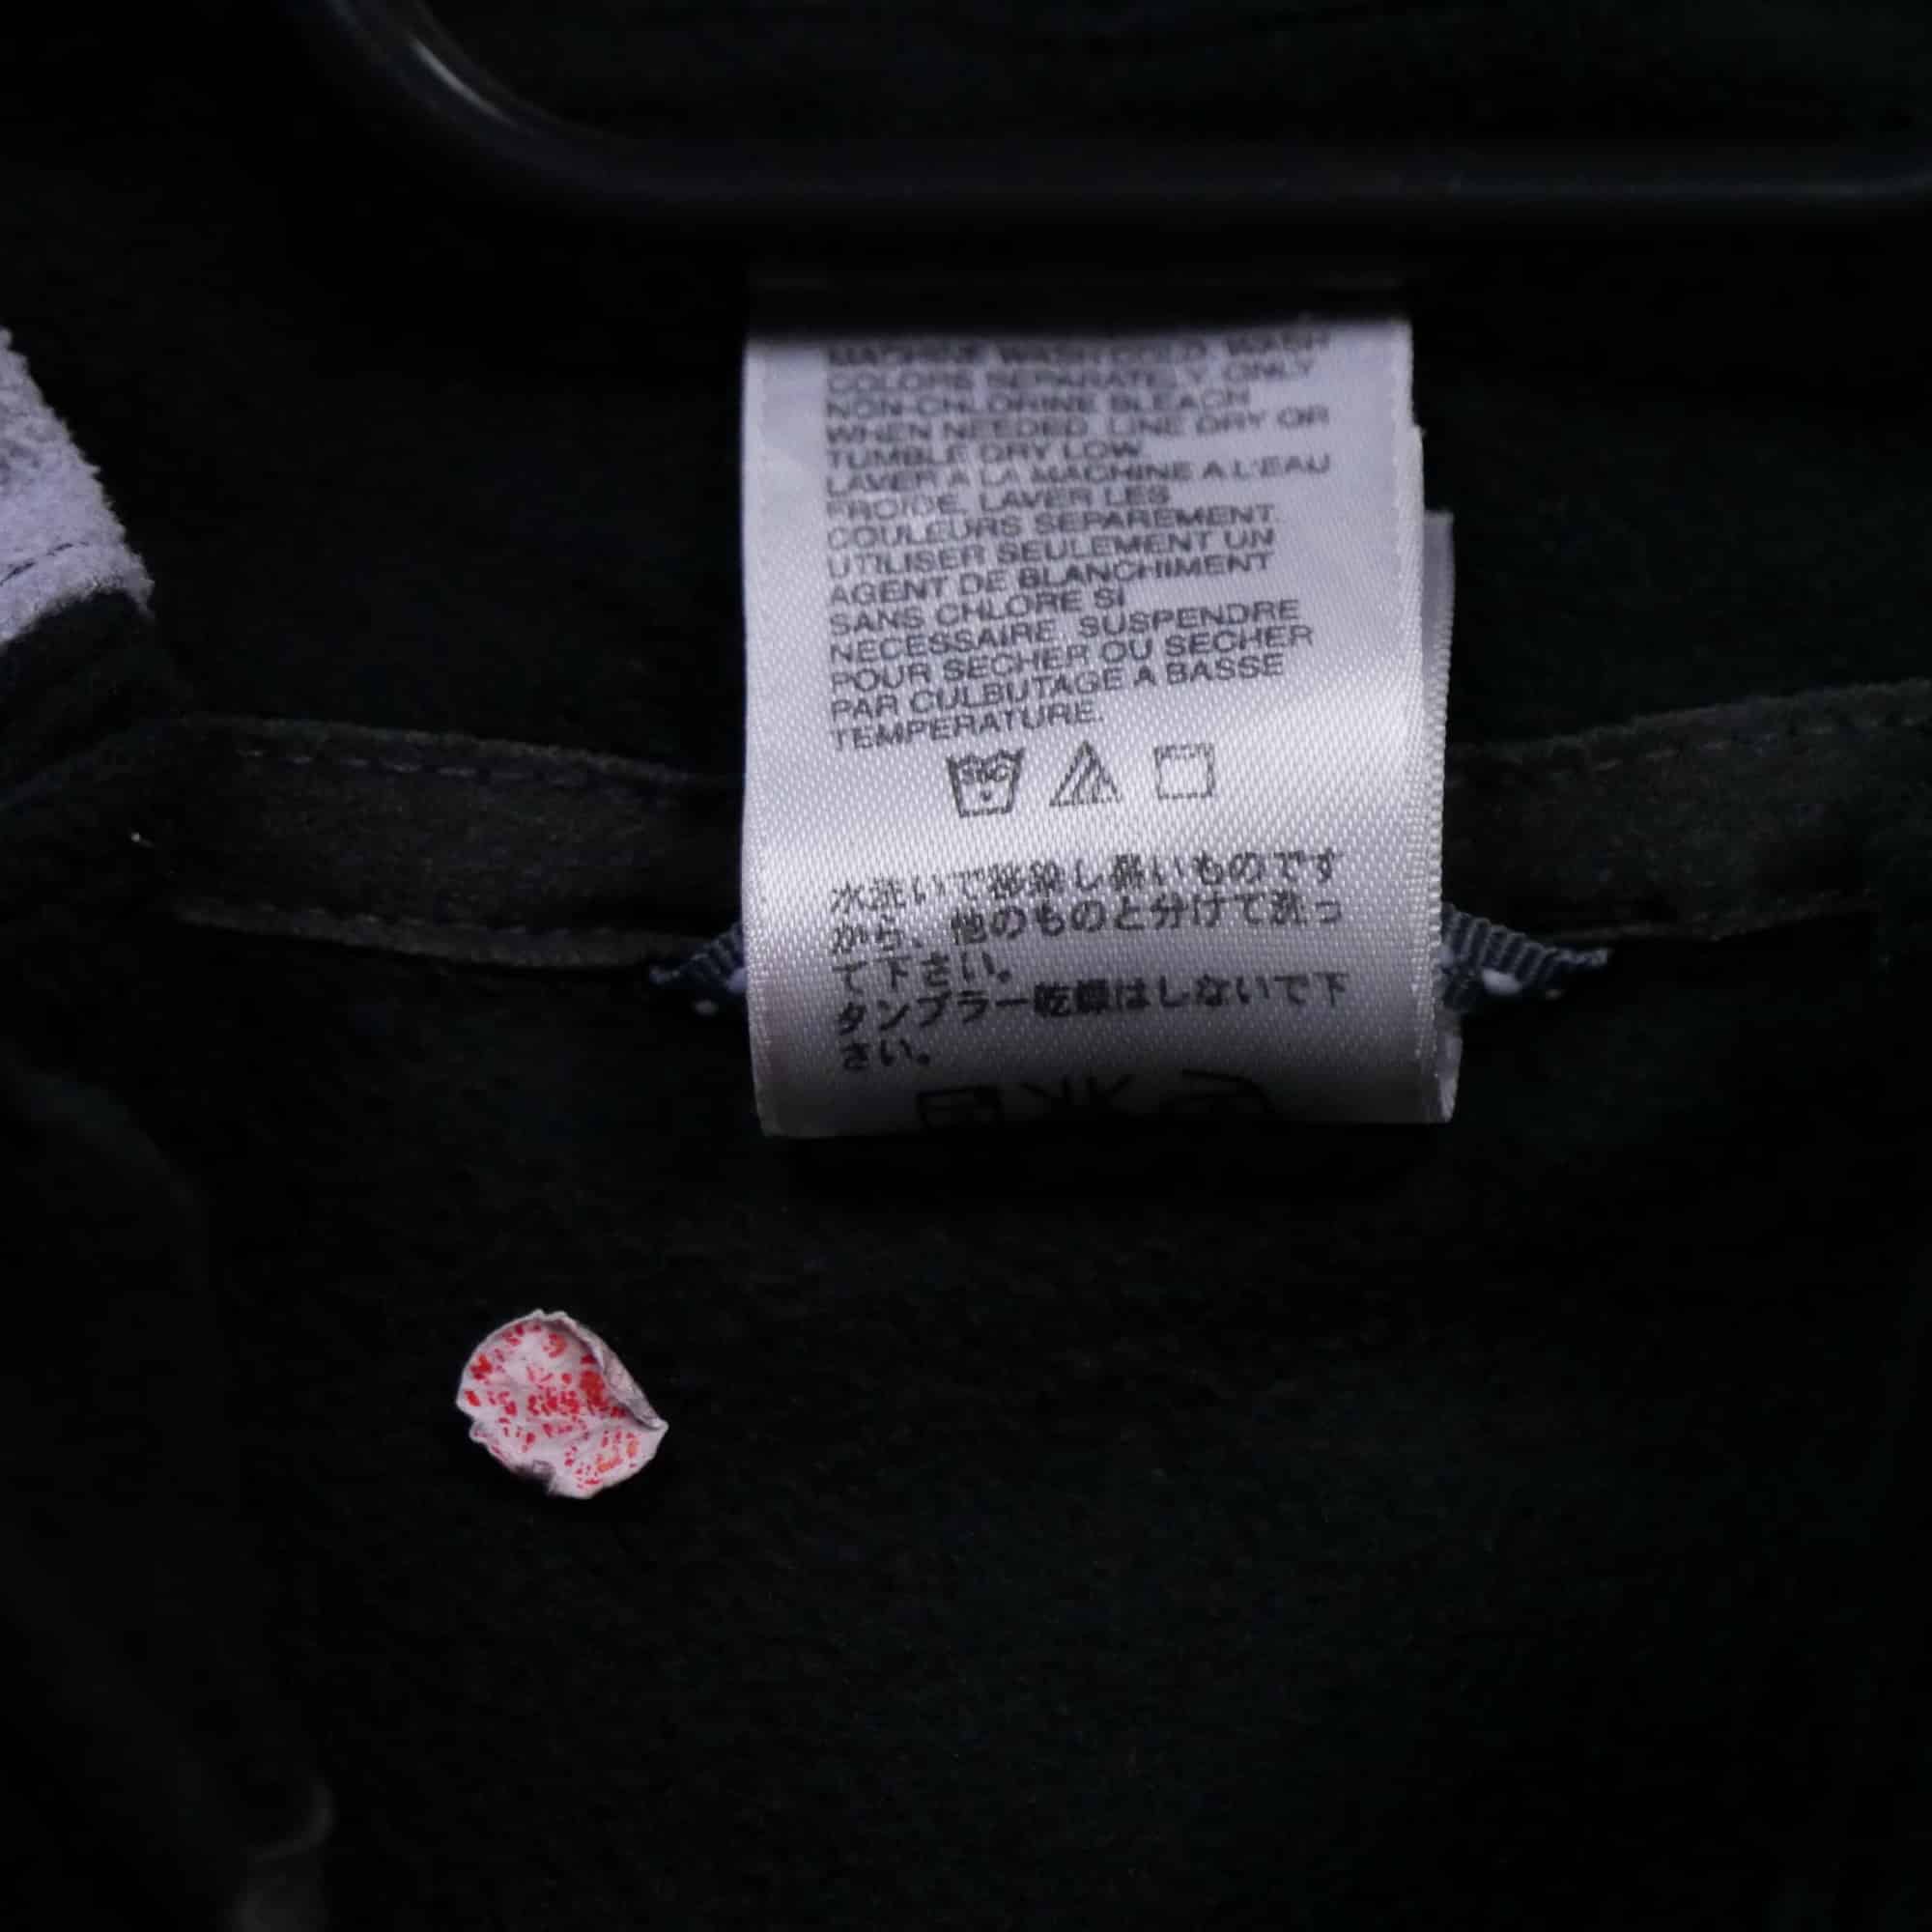 MACHINE WASH COLD. WASH
COLORS SEPARATELY. ONLY
NON-CHLORINE BLEACH
WHEN NEEDED. LINE DRY OR
TUMBLE DRY LOW.
LAVER A LA MACHINE A L'EAU
FROIDE. LAVER LES
COULEURS SEPAREMENT.
UTILISER SEULEMENT UN
AGENT DE BLANCHIMENT
SANS CHLORE SI
NECESSAIRE. SUSPENDRE
POUR SECHER OU SECHER
PAR CULBUTAGE A BASSE
TEMPERATURE.
水洗いで移染し易いものです
から、他のものと分けて洗っ
て下さい。
タンブラー乾燥はしないで下
さい。